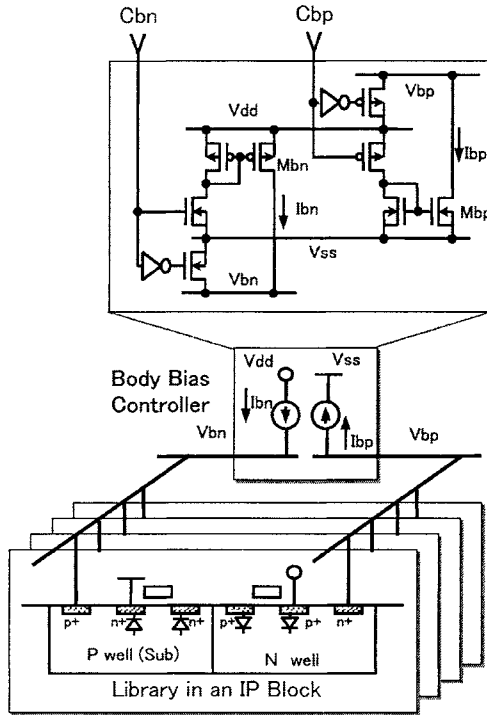 Cbn Cbp
Vbp
Vdd
Ibp
Mbn
Ibn
Mbp
Vss
Vbn
Vdd Vss
Body Bias
Controller
Ibn
Vbn Ibp Vbp
p+ n+ n+ p+ p+ n+
P well (Sub) N well
Library in an IP Block